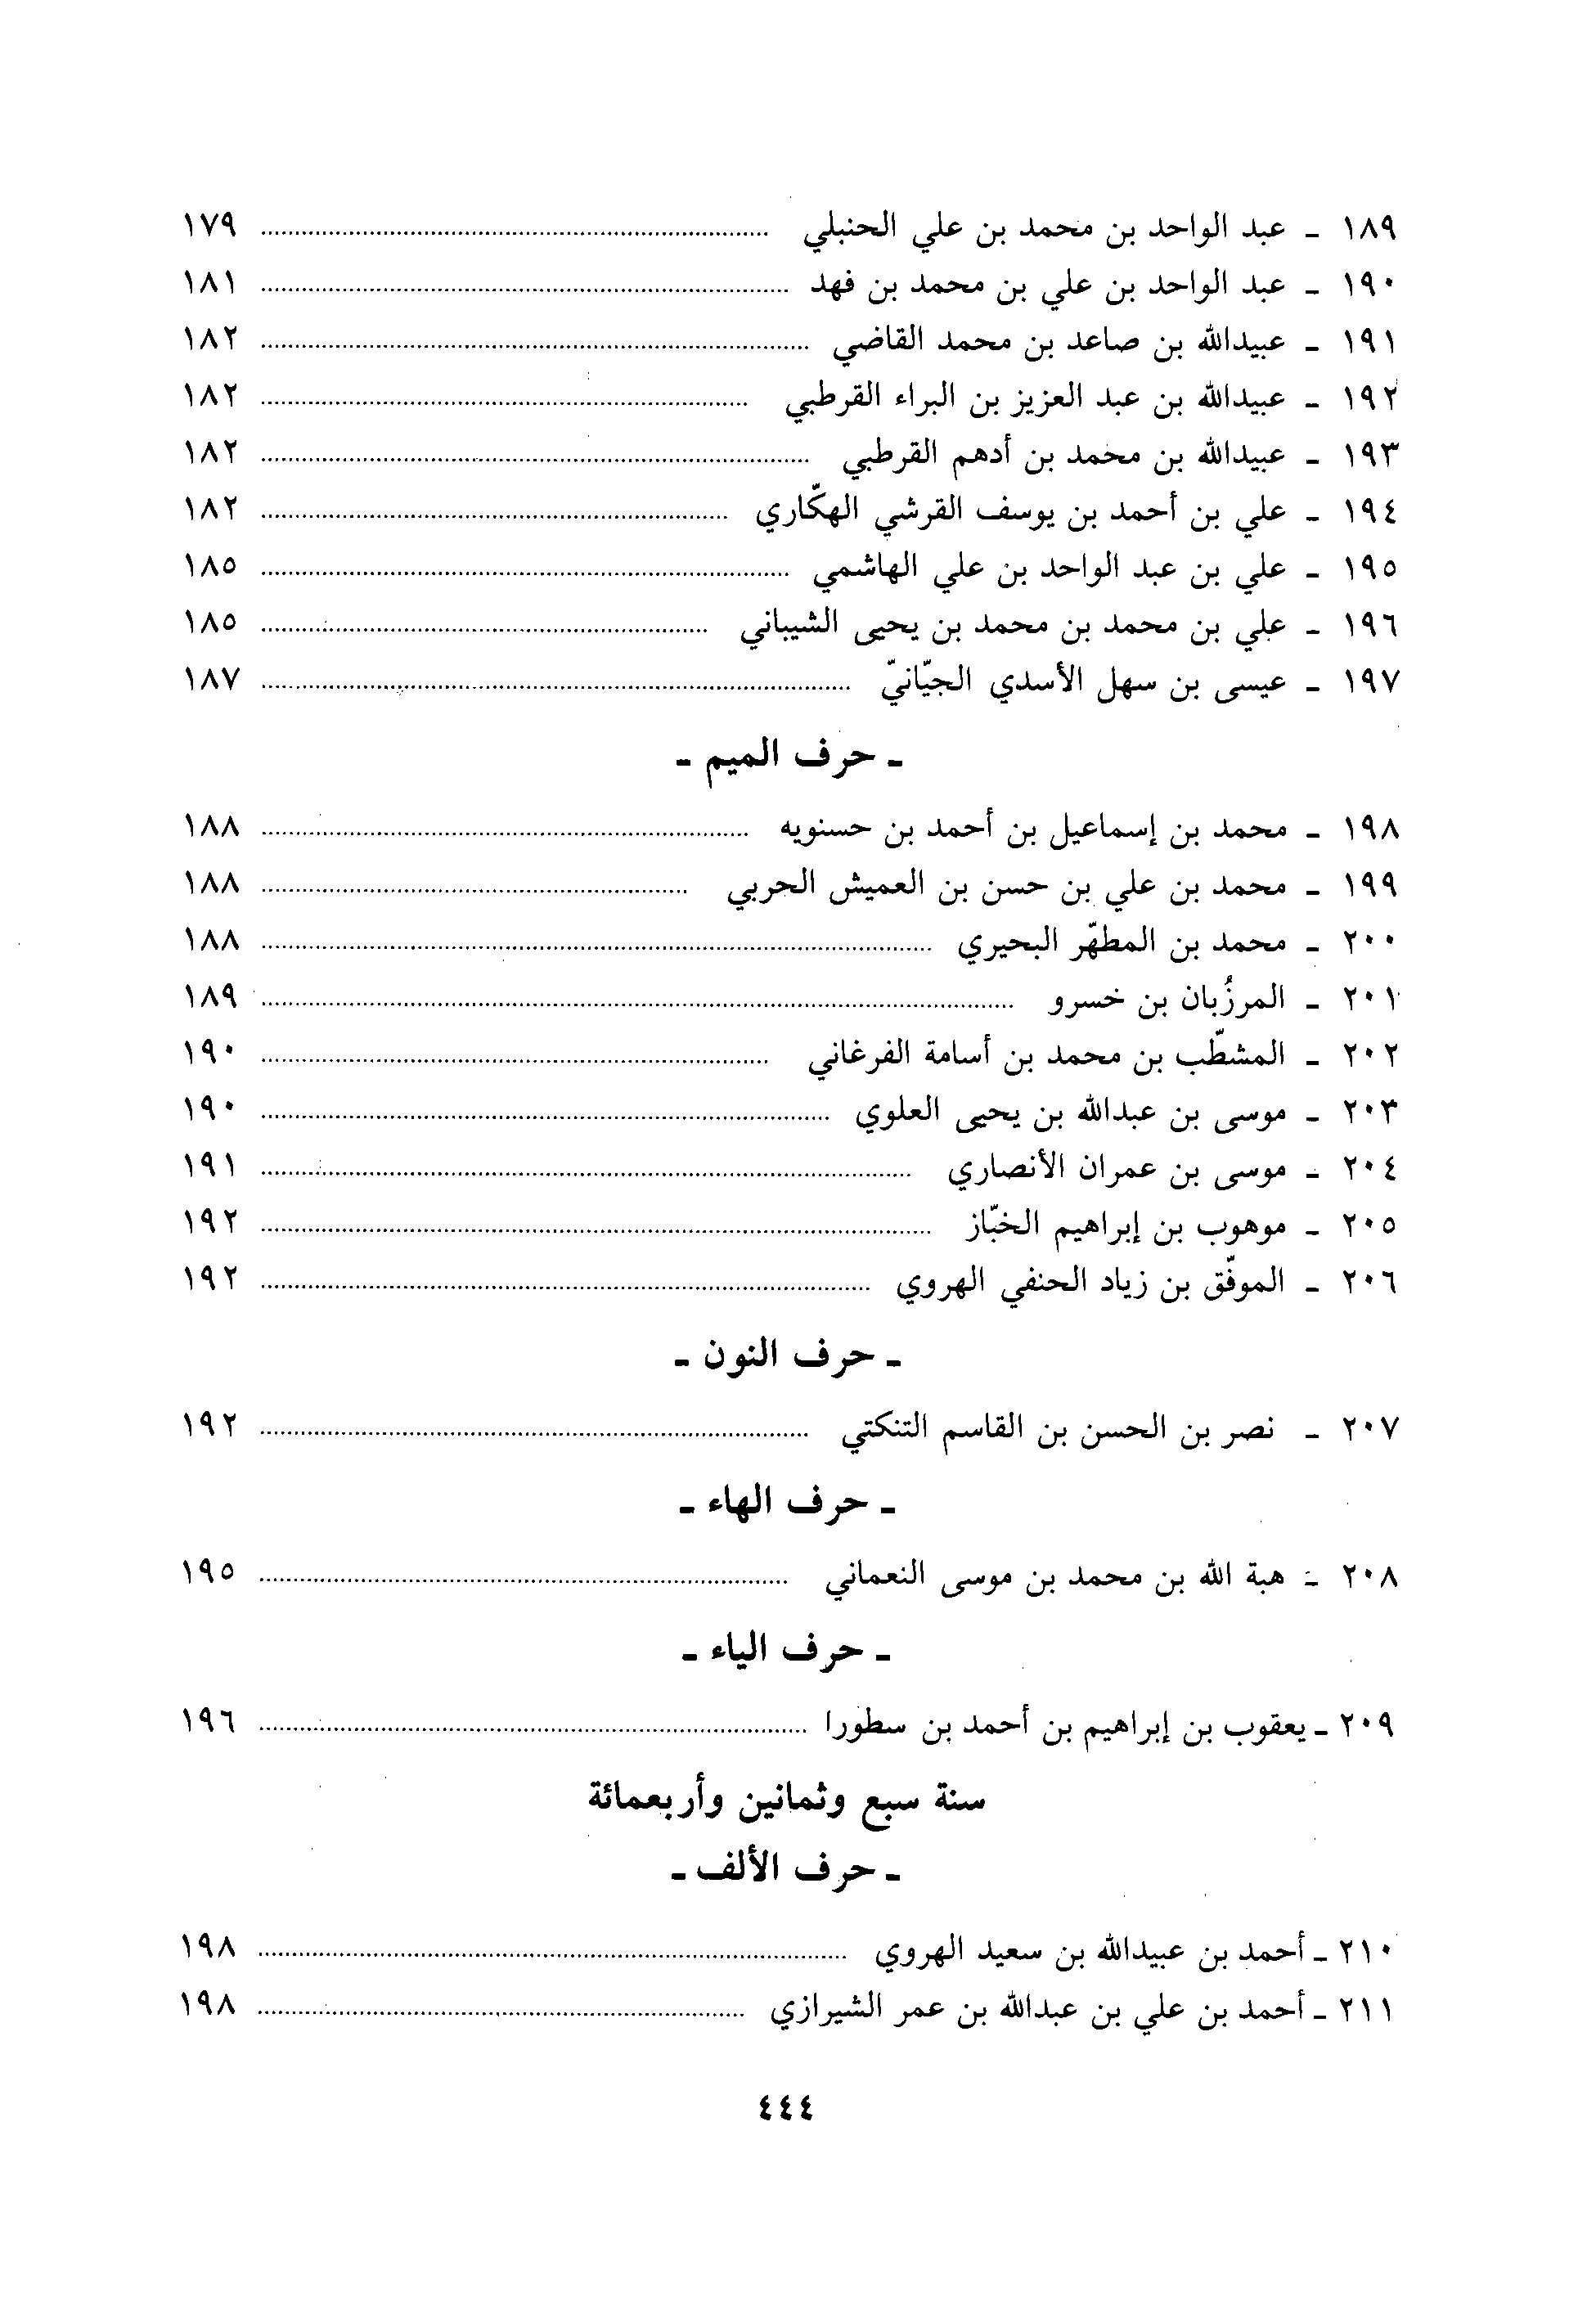 ١٨٩ - عبد الواحد بن محمد بن علي الحنبلي ........ ١٧٩
١٩٠ - عبد الواحد بن علي بن محمد بن فهد ........ ١٨١
١٩١ - عبيدالله بن صاعد بن محمد القاضي ........ ١٨٢
١٩٢ - عبيدالله بن عبد العزيز بن البراء القرطبي ........ ١٨٢
١٩٣ - عبيدالله بن محمد بن أدهم القرطبي ........ ١٨٢
١٩٤ - علي بن أحمد بن يوسف القرشي الهكّاري ........ ١٨٢
١٩٥ - علي بن عبد الواحد بن علي الهاشمي ........ ١٨٥
١٩٦ - علي بن محمد بن محمد بن يحيى الشيباني ........ ١٨٥
١٩٧ - عيسى بن سهل الأسدي الجيّانيّ ........ ١٨٧
- حرف الميم -
١٩٨ - محمد بن إسماعيل بن أحمد بن حسنويه ........ ١٨٨
١٩٩ - محمد بن علي بن حسن بن العميش الحربي ........ ١٨٨
٢٠٠ - محمد بن المطهّر البحيري ........ ١٨٨
٢٠١ - المرزُبان بن خسرو ........ ١٨٩
٢٠٢ - المشطّب بن محمد بن أسامة الفرغاني ........ ١٩٠
٢٠٣ - موسى بن عبدالله بن يحيى العلوي ........ ١٩٠
٢٠٤ - موسى بن عمران الأنصاري ........ ١٩١
٢٠٥ - موهوب بن إبراهيم الخبّاز ........ ١٩٢
٢٠٦ - الموفّق بن زياد الحنفي الهروي ........ ١٩٢
- حرف النون -
٢٠٧ - نصر بن الحسن بن القاسم التنكتي ........ ١٩٢
- حرف الهاء -
٢٠٨ - هبة الله بن محمد بن موسى النعماني ........ ١٩٥
- حرف الياء -
٢٠٩ - يعقوب بن إبراهيم بن أحمد بن سطورا ........ ١٩٦
سنة سبع وثمانين وأربعمائة
- حرف الألف -
٢١٠ - أحمد بن عبيدالله بن سعيد الهروي ........ ١٩٨
٢١١ - أحمد بن علي بن عبدالله بن عمر الشيرازي ........ ١٩٨
٤٤٤